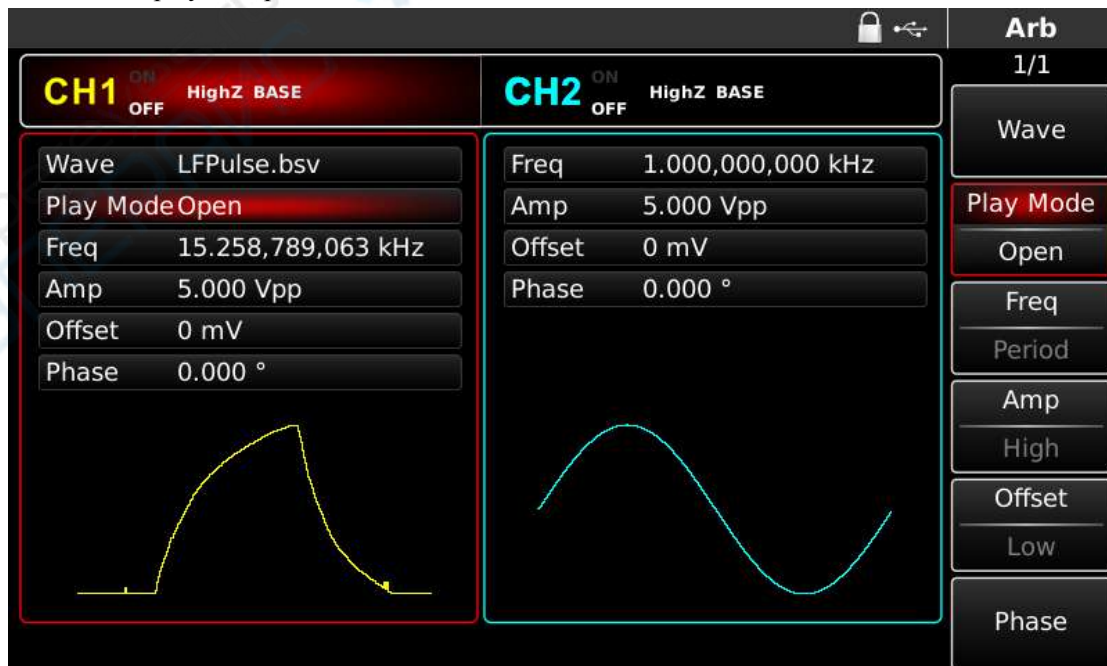 Arb
1/1
CH1 ON OFF HighZ BASE
CH2 ON OFF HighZ BASE
Wave LFPulse.bsv
Play Mode Open
Freq 15.258,789,063 kHz
Amp 5.000 Vpp
Offset 0 mV
Phase 0.000 °
Freq 1.000,000,000 kHz
Amp 5.000 Vpp
Offset 0 mV
Phase 0.000 °
Wave
Play Mode
Open
Freq
Period
Amp
High
Offset
Low
Phase